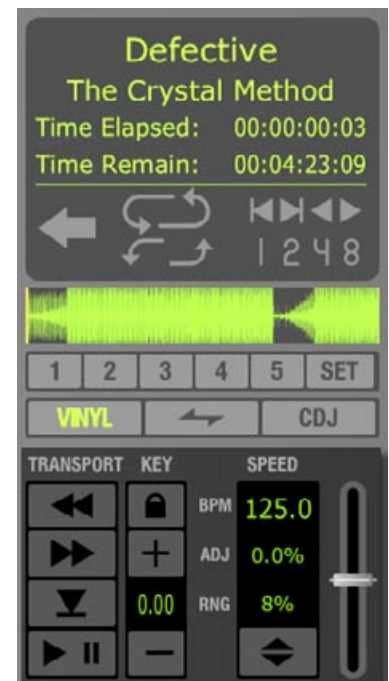 Defective
The Crystal Method
Time Elapsed: 00:00:00:03
Time Remain: 00:04:23:09
1 2 4 8
1 2 3 4 5 SET
VINYL CDJ
TRANSPORT KEY SPEED
BPM 125.0
ADJ 0.0%
0.00 RNG 8%